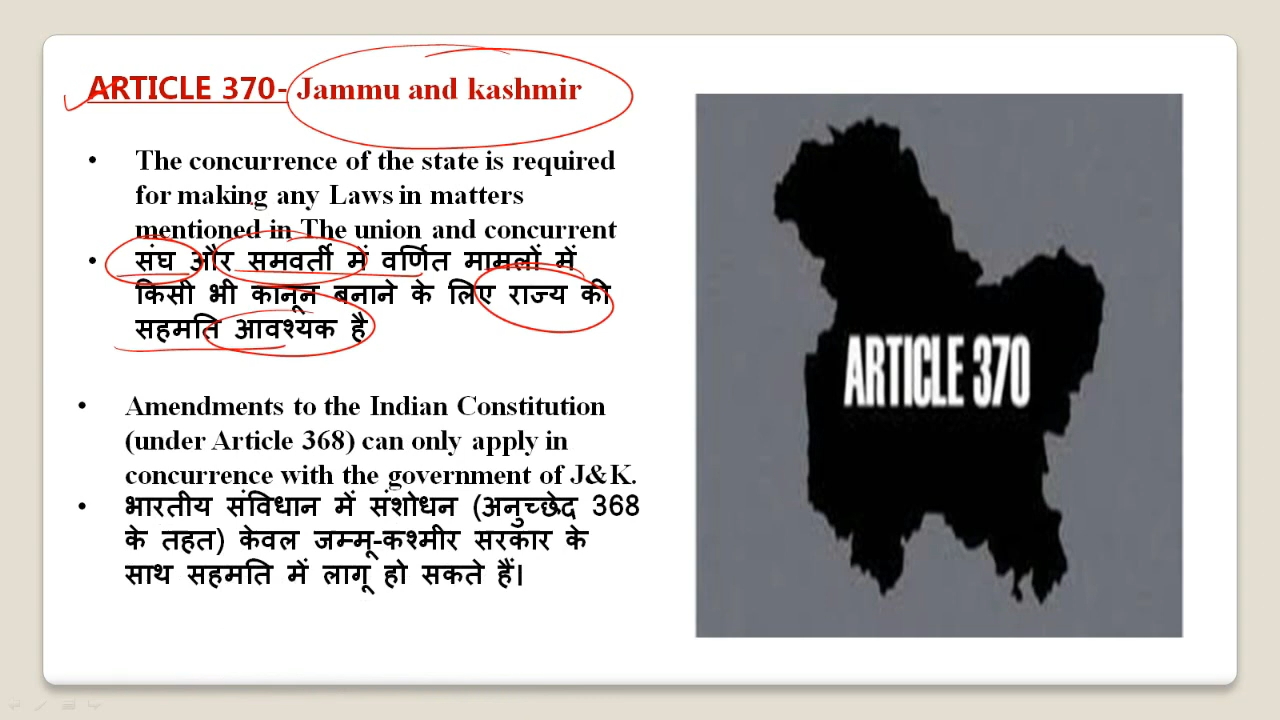 ARTICLE 370- Jammu and kashmir
• The concurrence of the state is required
for making any Laws in matters
mentioned in The union and concurrent
• संघ और समवर्ती में वर्णित मामलों में
किसी भी कानून बनाने के लिए राज्य की
सहमति आवश्यक है
• Amendments to the Indian Constitution
(under Article 368) can only apply in
concurrence with the government of J&K.
• भारतीय संविधान में संशोधन (अनुच्छेद 368
के तहत) केवल जम्मू-कश्मीर सरकार के
साथ सहमति में लागू हो सकते हैं।
ARTICLE 370